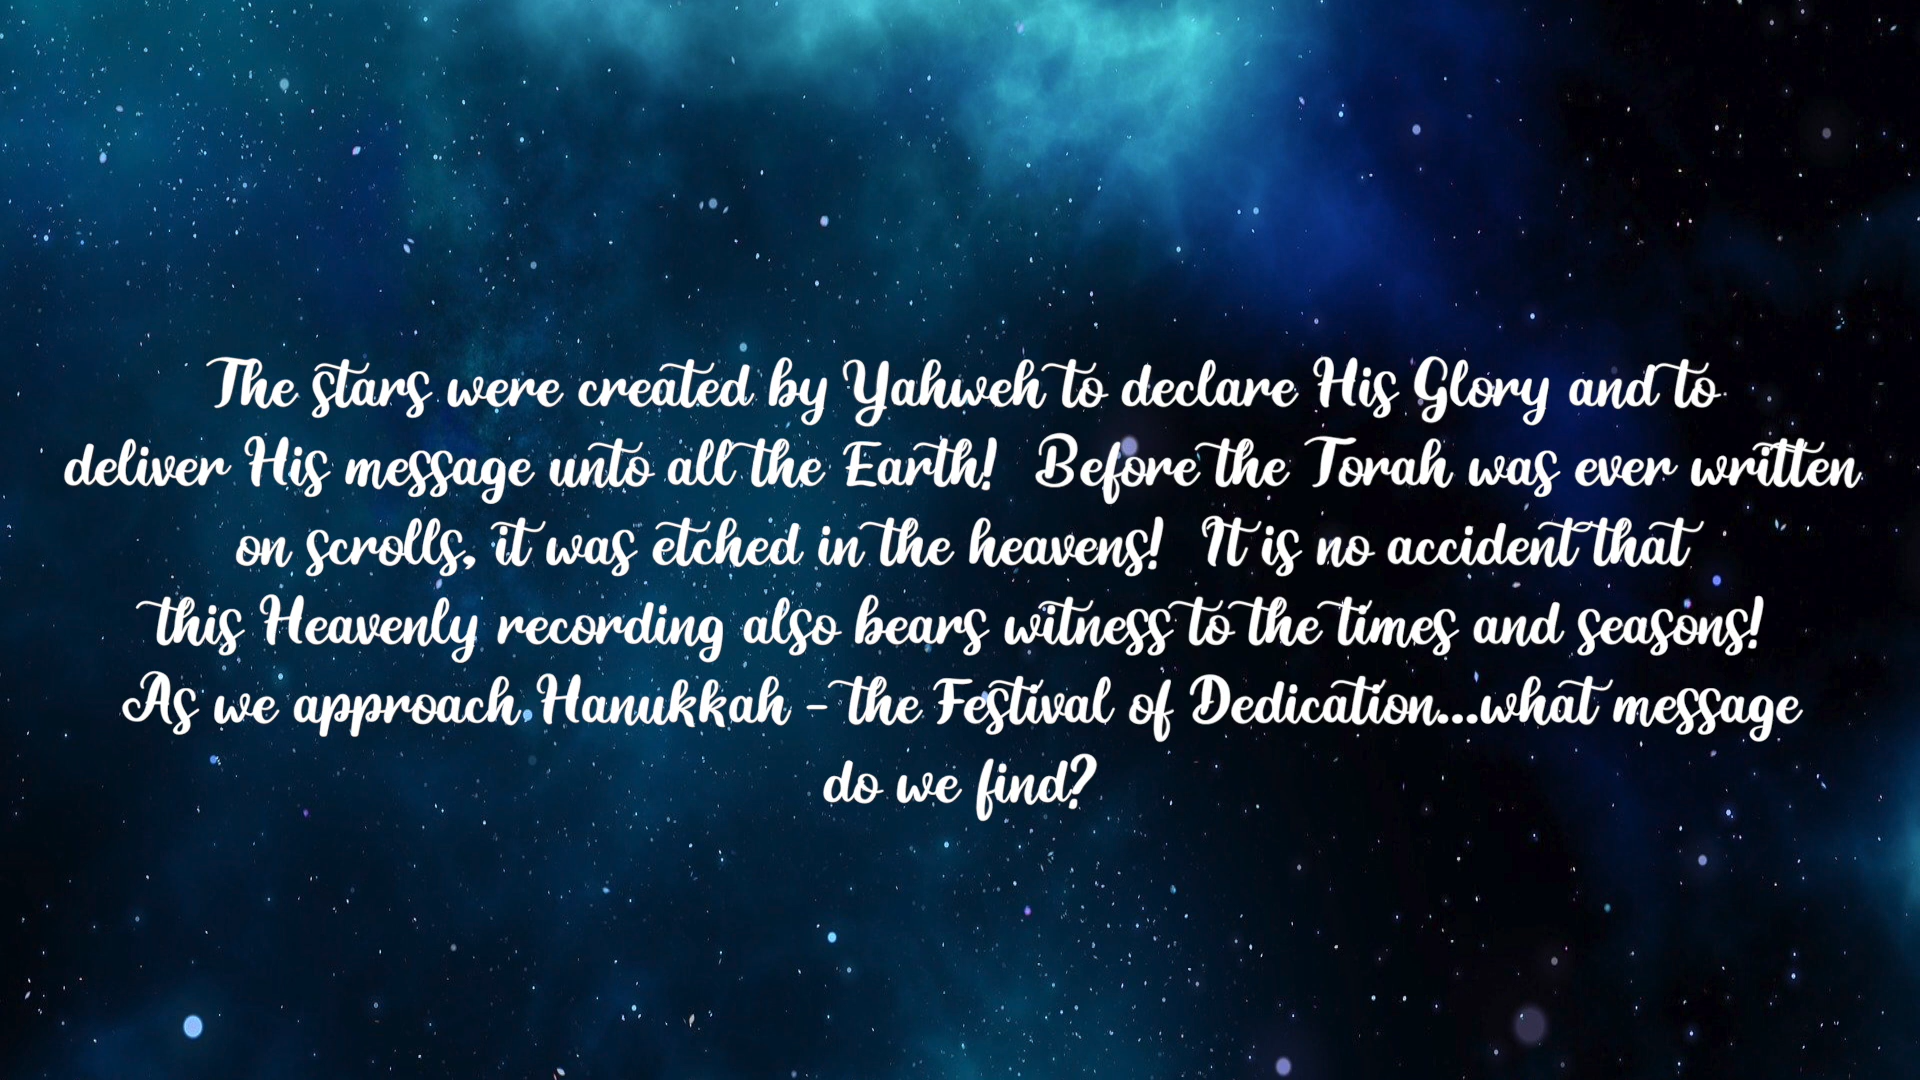 The stars were created by Yahweh to declare His Glory and to
deliver His message unto all the Earth!  Before the Torah was ever written
on scrolls, it was etched in the heavens!  It is no accident that
this Heavenly recording also bears witness to the times and seasons!
As we approach Hanukkah - the Festival of Dedication...what message
do we find?